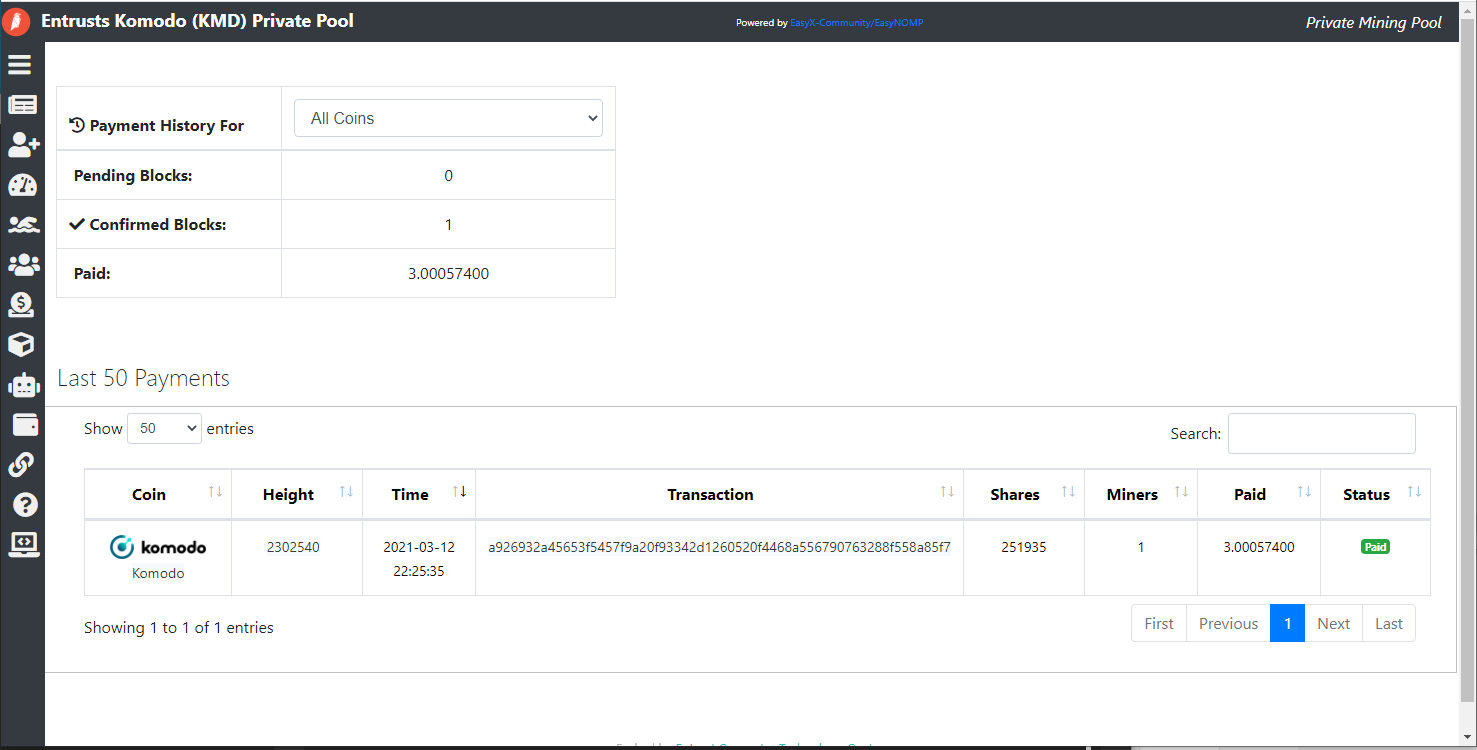 Entrusts Komodo (KMD) Private Pool
Powered by EasyX-Community/EasyNOMP
Private Mining Pool
Payment History For
All Coins
Pending Blocks:
0
Confirmed Blocks:
1
Paid:
3.00057400
Last 50 Payments
Show 50 entries
Search:
Coin Height Time Transaction Shares Miners Paid Status
komodo
Komodo
2302540
2021-03-12
22:25:35
a926932a45653f5457f9a20f93342d1260520f4468a556790763288f558a85f7
251935
1
3.00057400
Paid
Showing 1 to 1 of 1 entries
First Previous 1 Next Last